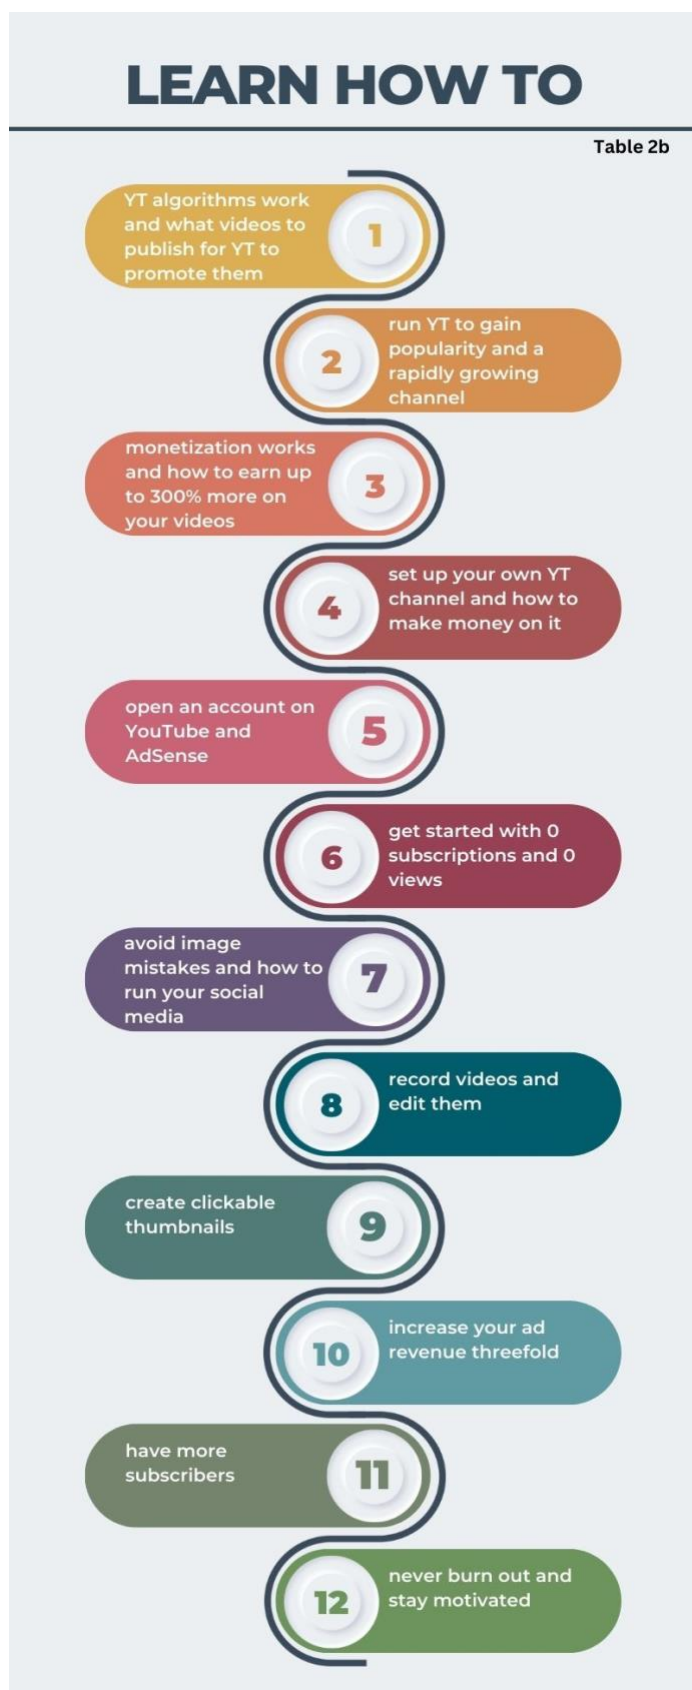 LEARN HOW TO
Table 2b
YT algorithms work
and what videos to
publish for YT to
promote them
1
2
run YT to gain
popularity and a
rapidly growing
channel
monetization works
and how to earn up
to 300% more on
your videos
3
4
set up your own YT
channel and how to
make money on it
open an account on
YouTube and
AdSense
5
6
get started with 0
subscriptions and 0
views
avoid image
mistakes and how to
run your social
media
7
8
record videos and
edit them
create clickable
thumbnails
9
10
increase your ad
revenue threefold
have more
subscribers
11
12
never burn out and
stay motivated